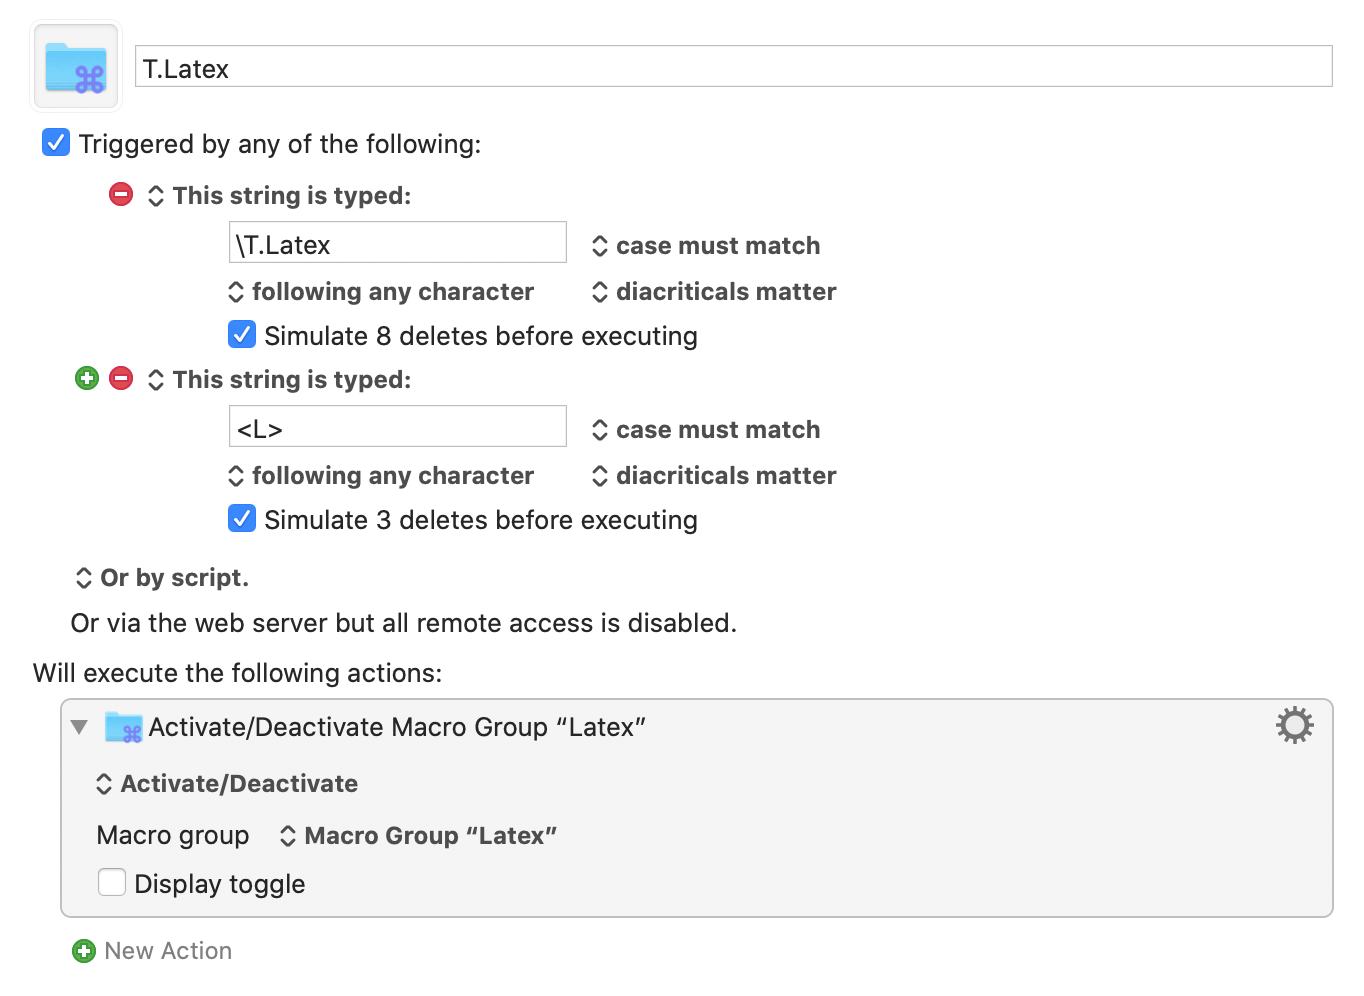 T.Latex
Triggered by any of the following:
This string is typed:
\T.Latex
case must match
following any character
diacriticals matter
Simulate 8 deletes before executing
This string is typed:
<L>
case must match
following any character
diacriticals matter
Simulate 3 deletes before executing
Or by script.
Or via the web server but all remote access is disabled.
Will execute the following actions:
Activate/Deactivate Macro Group “Latex”
Activate/Deactivate
Macro group
Macro Group “Latex”
Display toggle
New Action